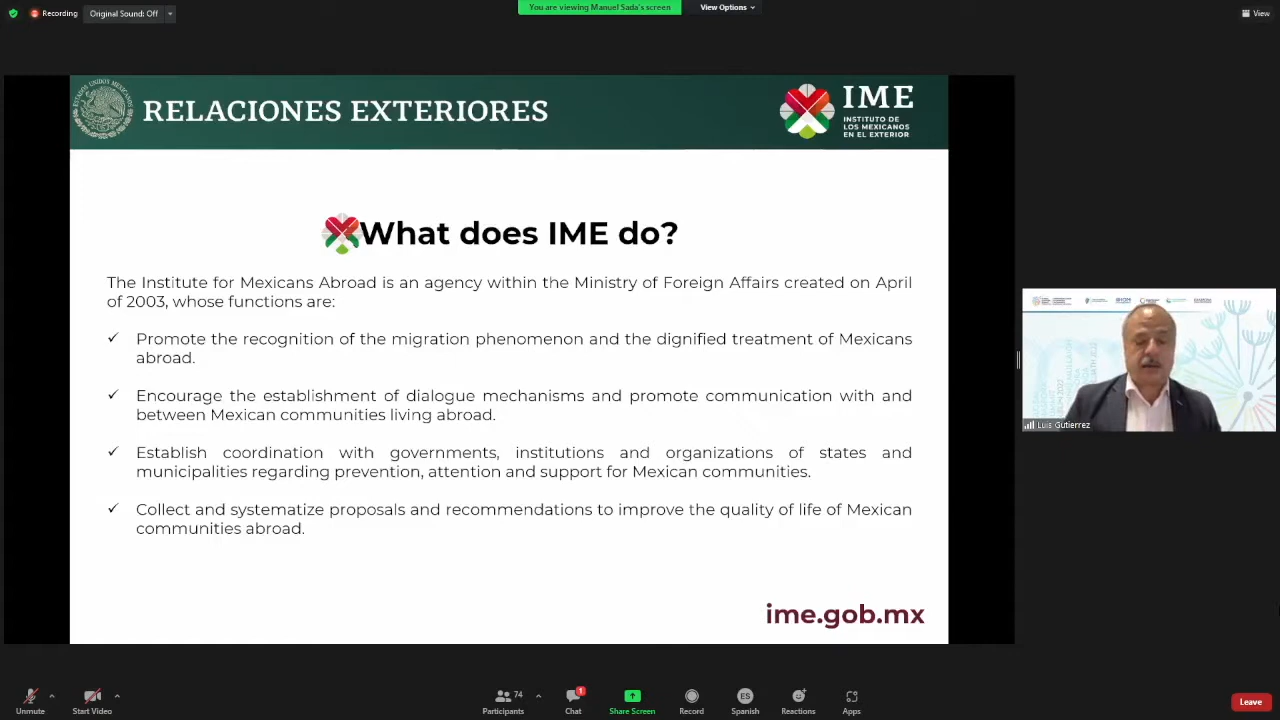 Recording
Original Sound: Off
You are viewing Manuel Sada's screen
View Options
View
ESTADOS UNIDOS MEXICANOS
RELACIONES EXTERIORES
IME
INSTITUTO DE
LOS MEXICANOS
EN EL EXTERIOR
What does IME do?
The Institute for Mexicans Abroad is an agency within the Ministry of Foreign Affairs created on April
of 2003, whose functions are:
✓ Promote the recognition of the migration phenomenon and the dignified treatment of Mexicans
abroad.
✓ Encourage the establishment of dialogue mechanisms and promote communication with and
between Mexican communities living abroad.
✓ Establish coordination with governments, institutions and organizations of states and
municipalities regarding prevention, attention and support for Mexican communities.
✓ Collect and systematize proposals and recommendations to improve the quality of life of Mexican
communities abroad.
ime.gob.mx
Luis Gutierrez
Unmute
Start Video
74
Participants
1
Chat
Share Screen
Record
ES
Spanish
Reactions
Apps
Leave